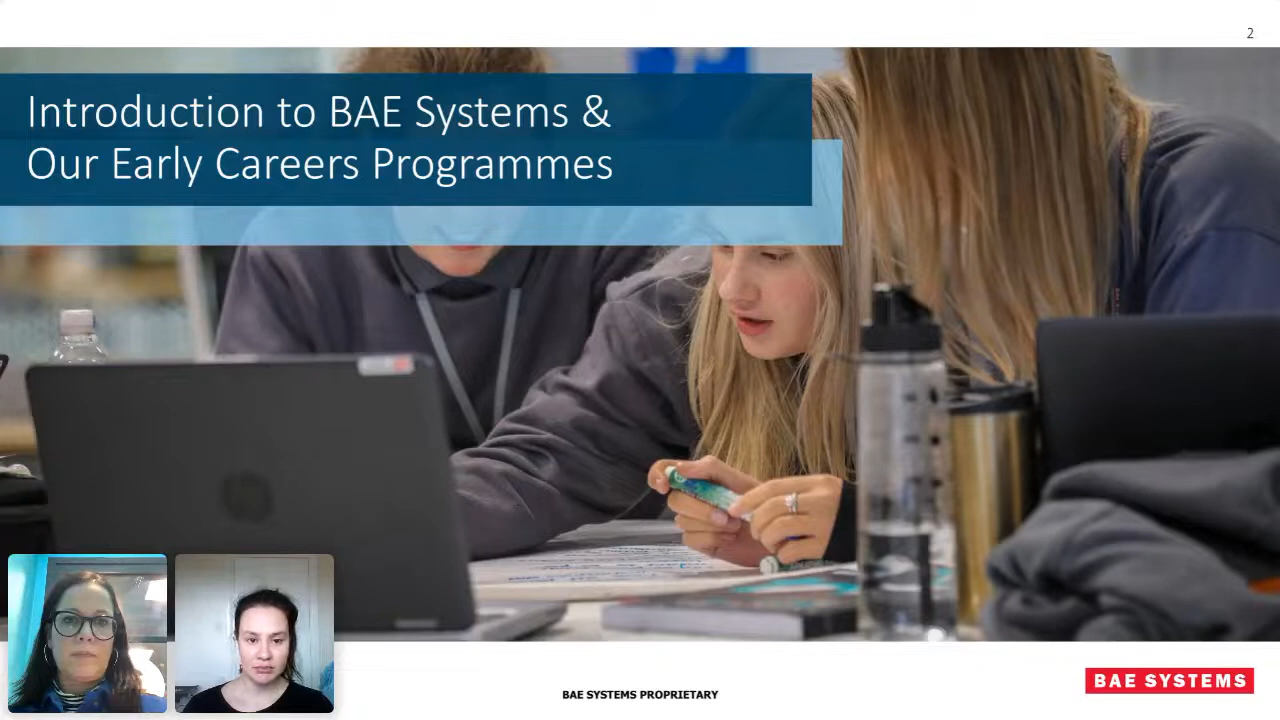 2
Introduction to BAE Systems &
Our Early Careers Programmes
BAE SYSTEMS PROPRIETARY
BAE SYSTEMS